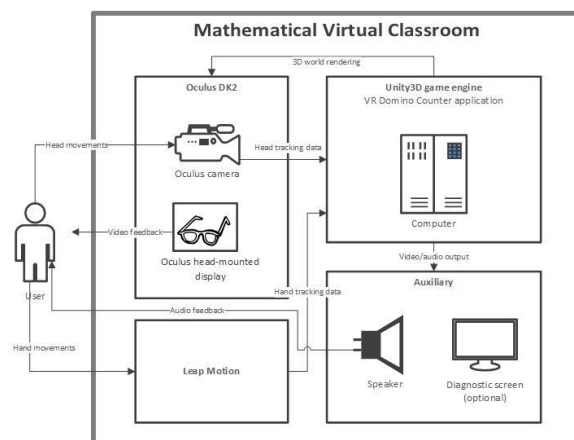 Mathematical Virtual Classroom
3D world rendering
Oculus DK2
Unity3D game engine
VR Domino Counter application
Head movements
Head tracking data
Oculus camera
Computer
Video feedback
Oculus head-mounted
display
Video/audio output
User
Hand tracking data
Auxiliary
Audio feedback
Hand movements
Leap Motion
Speaker
Diagnostic screen
(optional)